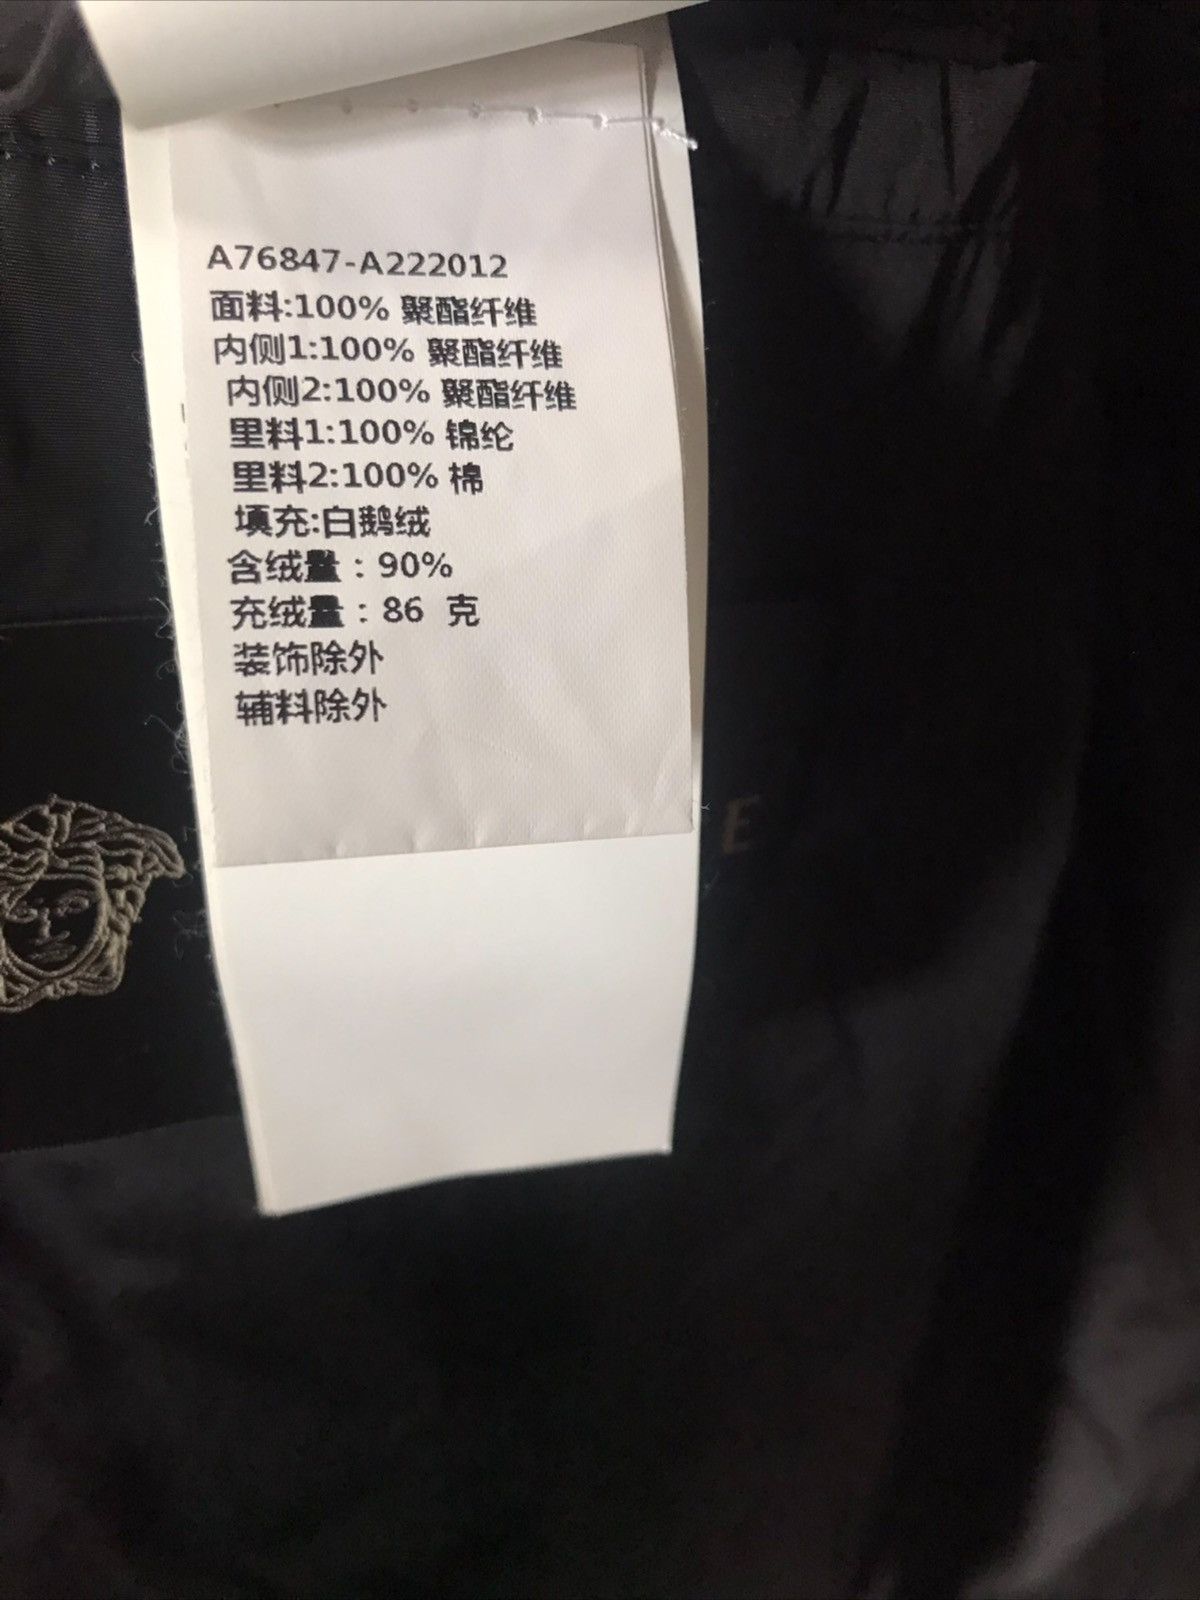 A76847-A222012
面料:100% 聚酯纤维
内侧1:100% 聚酯纤维
内侧2:100% 聚酯纤维
里料1:100% 锦纶
里料2:100% 棉
填充:白鹅绒
含绒量：90%
充绒量：86 克
装饰除外
辅料除外
E